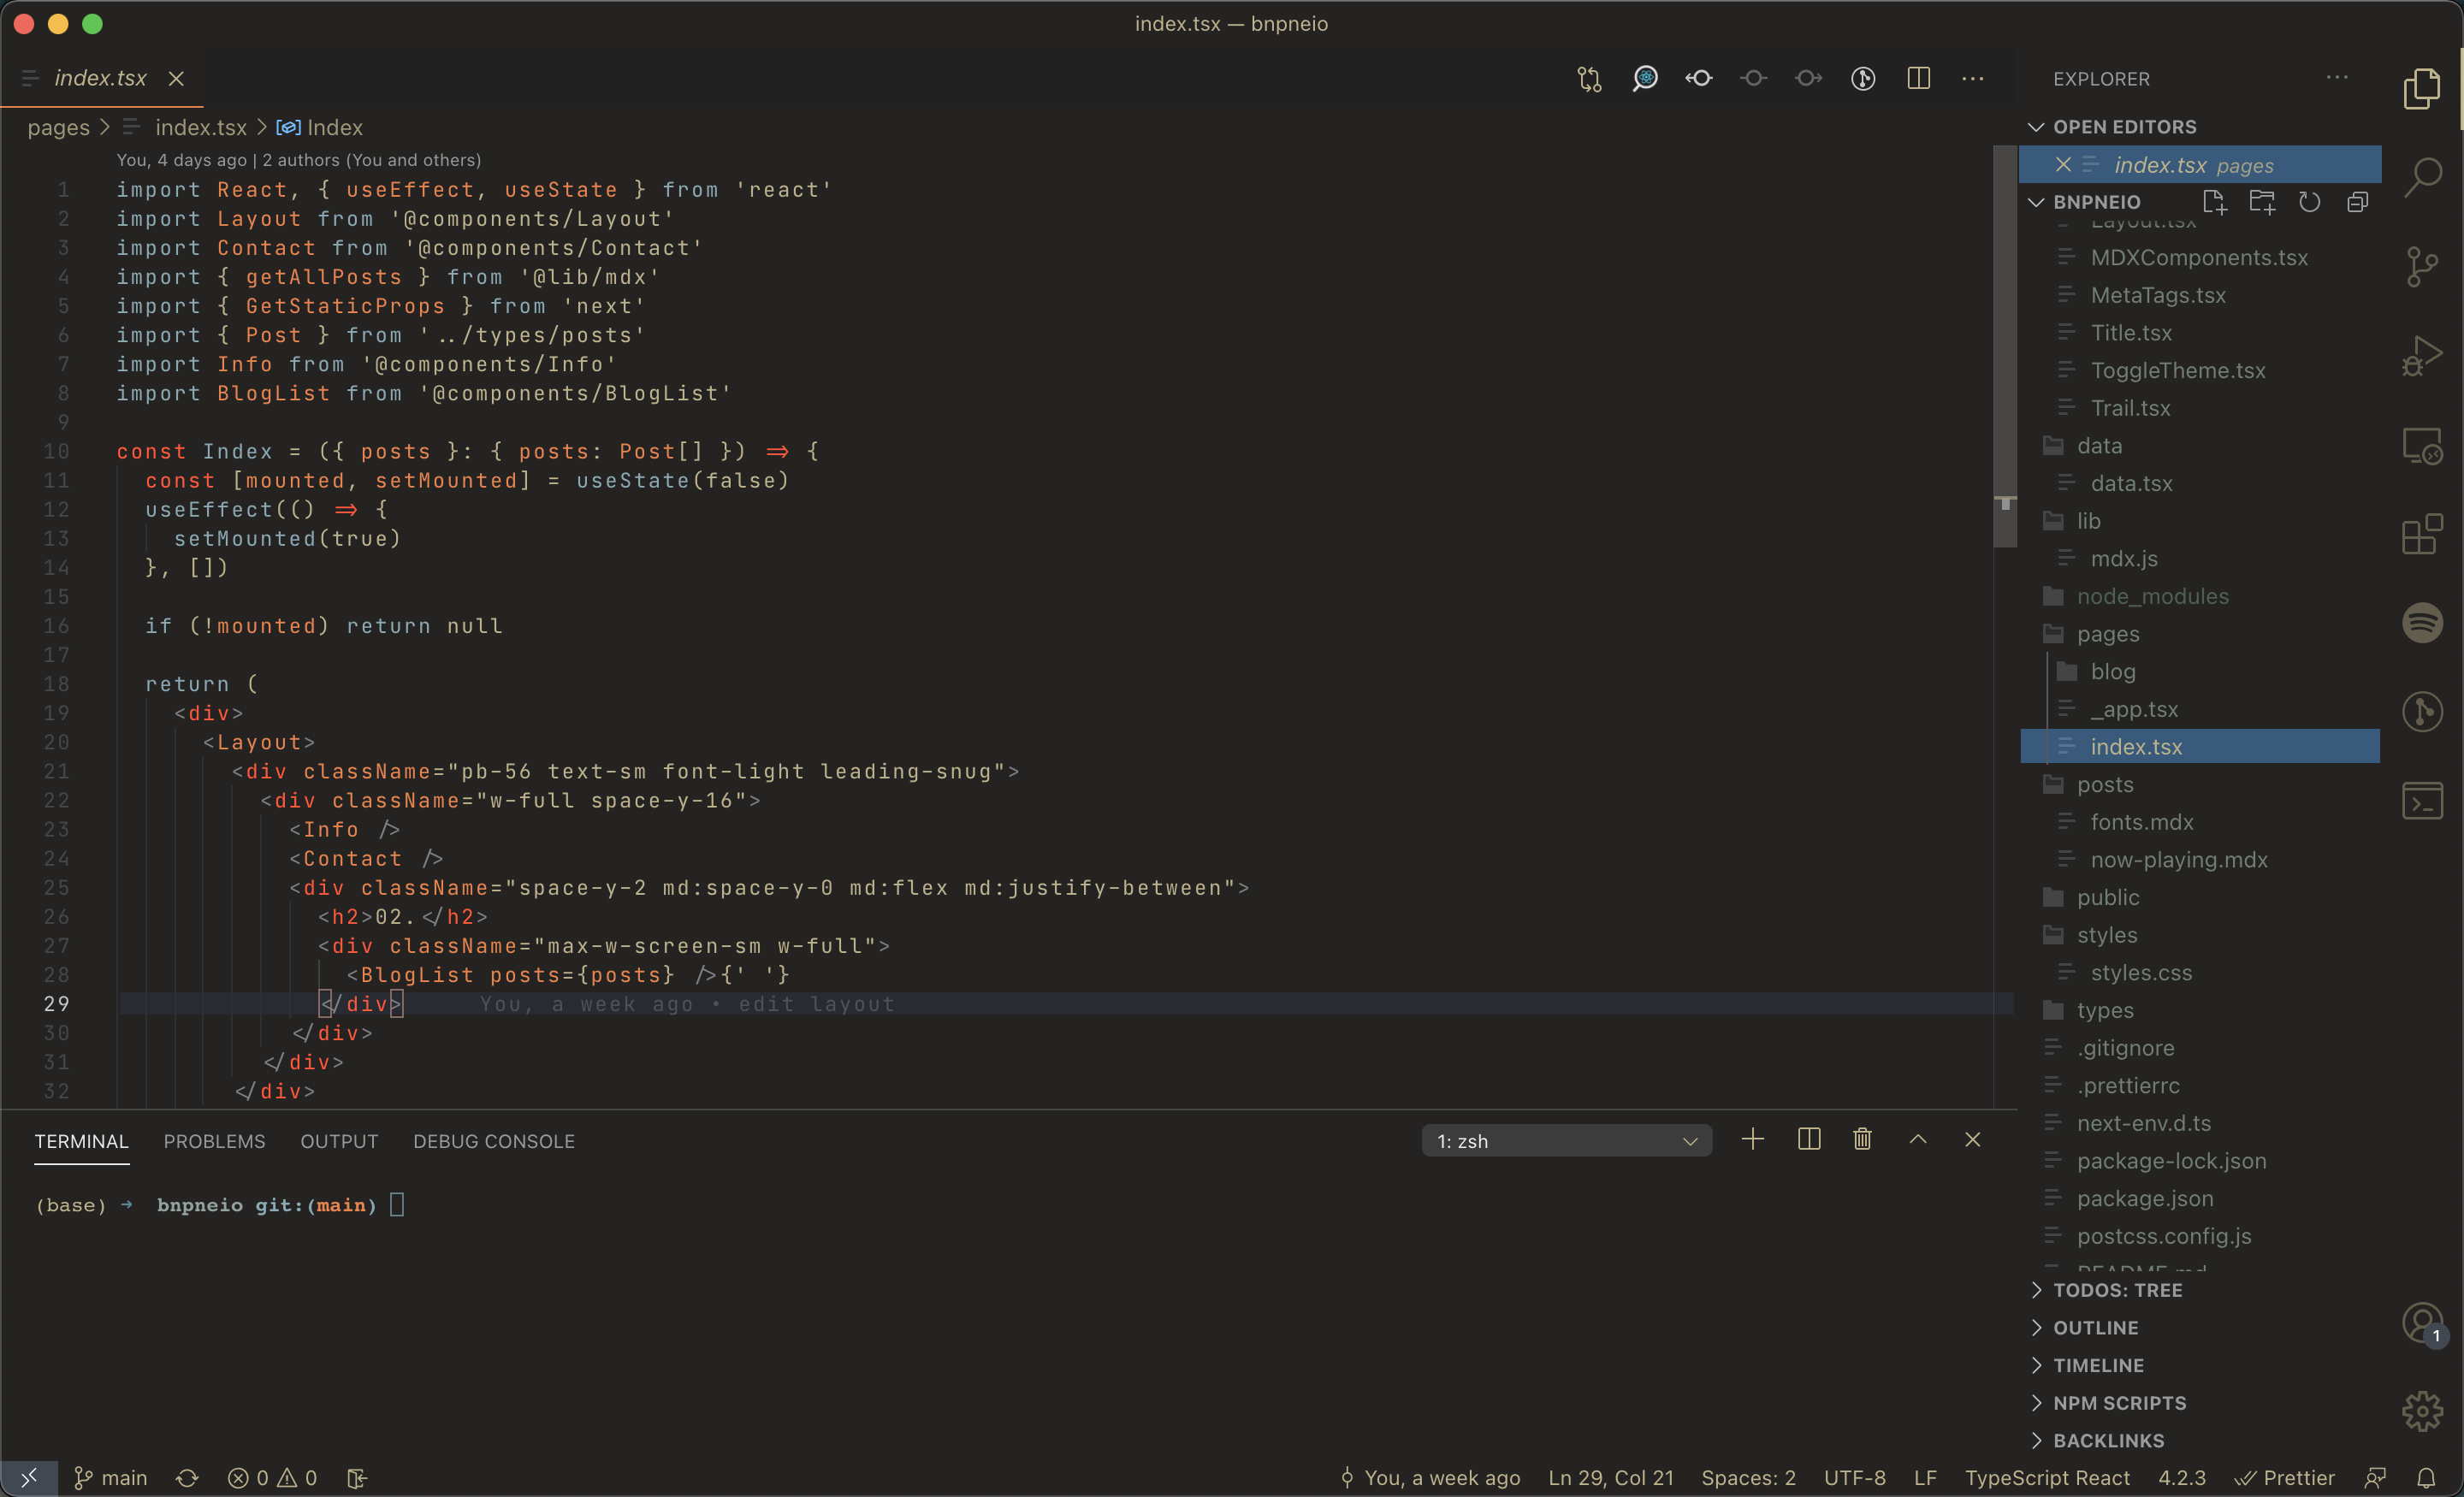 index.tsx — bnpneio
index.tsx
pages > index.tsx > Index
You, 4 days ago | 2 authors (You and others)
1 import React, { useEffect, useState } from 'react'
2 import Layout from '@components/Layout'
3 import Contact from '@components/Contact'
4 import { getAllPosts } from '@lib/mdx'
5 import { GetStaticProps } from 'next'
6 import { Post } from '../types/posts'
7 import Info from '@components/Info'
8 import BlogList from '@components/BlogList'
9
10 const Index = ({ posts }: { posts: Post[] }) => {
11 const [mounted, setMounted] = useState(false)
12 useEffect(() => {
13 setMounted(true)
14 }, [])
15
16 if (!mounted) return null
17
18 return (
19 <div>
20 <Layout>
21 <div className="pb-56 text-sm font-light leading-snug">
22 <div className="w-full space-y-16">
23 <Info />
24 <Contact />
25 <div className="space-y-2 md:space-y-0 md:flex md:justify-between">
26 <h2>02.</h2>
27 <div className="max-w-screen-sm w-full">
28 <BlogList posts={posts} />{' '}
29 </div> You, a week ago • edit layout
30 </div>
31 </div>
32 </div>
TERMINAL PROBLEMS OUTPUT DEBUG CONSOLE
1: zsh
(base) → bnpneio git:(main)
EXPLORER
OPEN EDITORS
index.tsx pages
BNPNEIO
Layout.tsx
MDXComponents.tsx
MetaTags.tsx
Title.tsx
ToggleTheme.tsx
Trail.tsx
data
data.tsx
lib
mdx.js
node_modules
pages
blog
_app.tsx
index.tsx
posts
fonts.mdx
now-playing.mdx
public
styles
styles.css
types
.gitignore
.prettierrc
next-env.d.ts
package-lock.json
package.json
postcss.config.js
README.md
TODOS: TREE
OUTLINE
TIMELINE
NPM SCRIPTS
BACKLINKS
1
main 0 0 You, a week ago Ln 29, Col 21 Spaces: 2 UTF-8 LF TypeScript React 4.2.3 Prettier